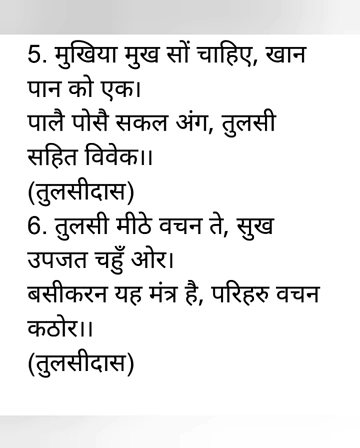 5. मुखिया मुख सों चाहिए, खान
पान को एक।
पालै पोसै सकल अंग, तुलसी
सहित विवेक।।
(तुलसीदास)
6. तुलसी मीठे वचन ते, सुख
उपजत चहुँ ओर।
बसीकरन यह मंत्र है, परिहरु वचन
कठोर।।
(तुलसीदास)